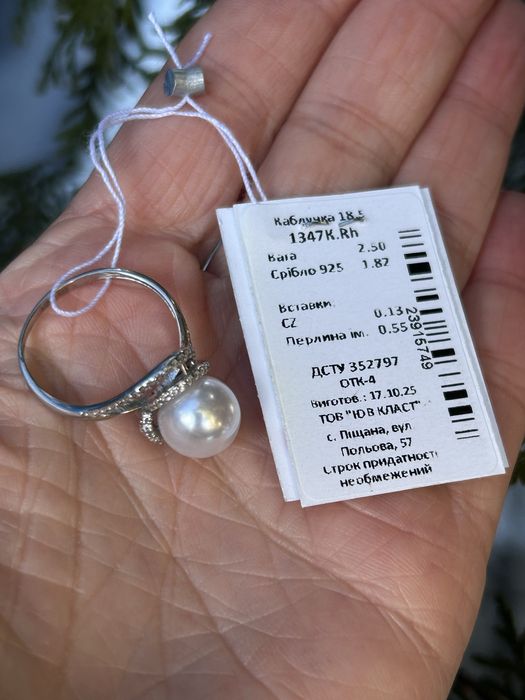 Каблучка 18.5
1347K.Rh
Вага 2.50
Срібло 925 1.82
Вставки:
CZ 0.13
Перлина ім. 0.55
23915749
ДСТУ 352797
ОТК-4
Виготов.: 17.10.25
ТОВ "ЮВ КЛАСТ"
с. Піщана, вул
Польова, 57
Строк придатності
необмежений